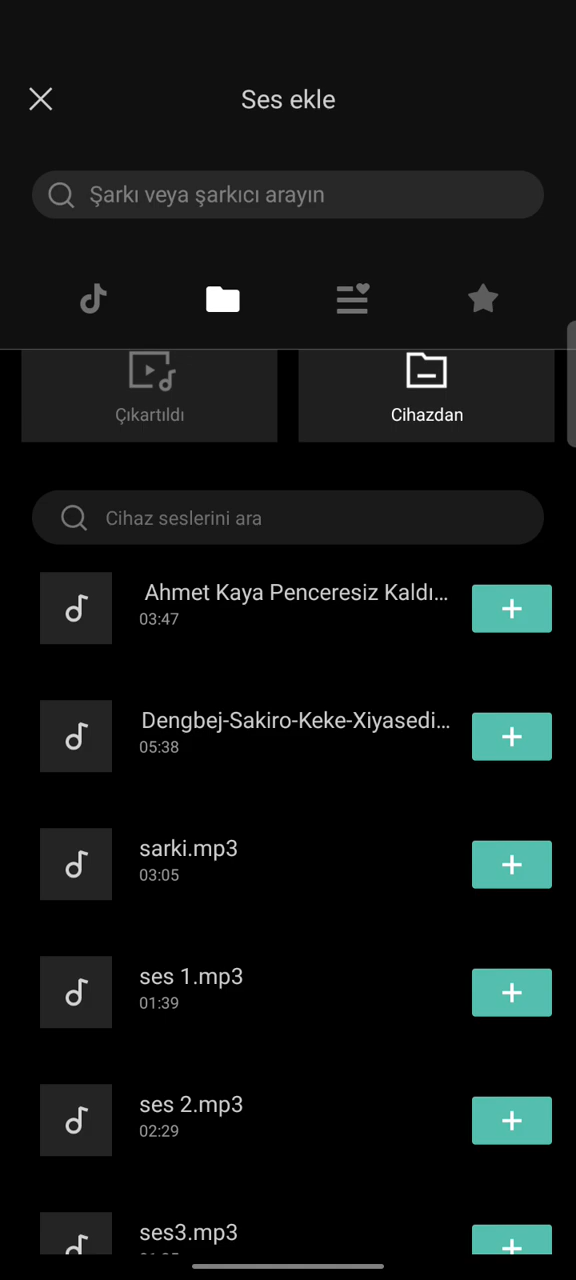 Ses ekle
Şarkı veya şarkıcı arayın
Çıkartıldı
Cihazdan
Cihaz seslerini ara
Ahmet Kaya Penceresiz Kaldı...
03:47
Dengbej-Sakiro-Keke-Xiyasedi...
05:38
sarki.mp3
03:05
ses 1.mp3
01:39
ses 2.mp3
02:29
ses3.mp3